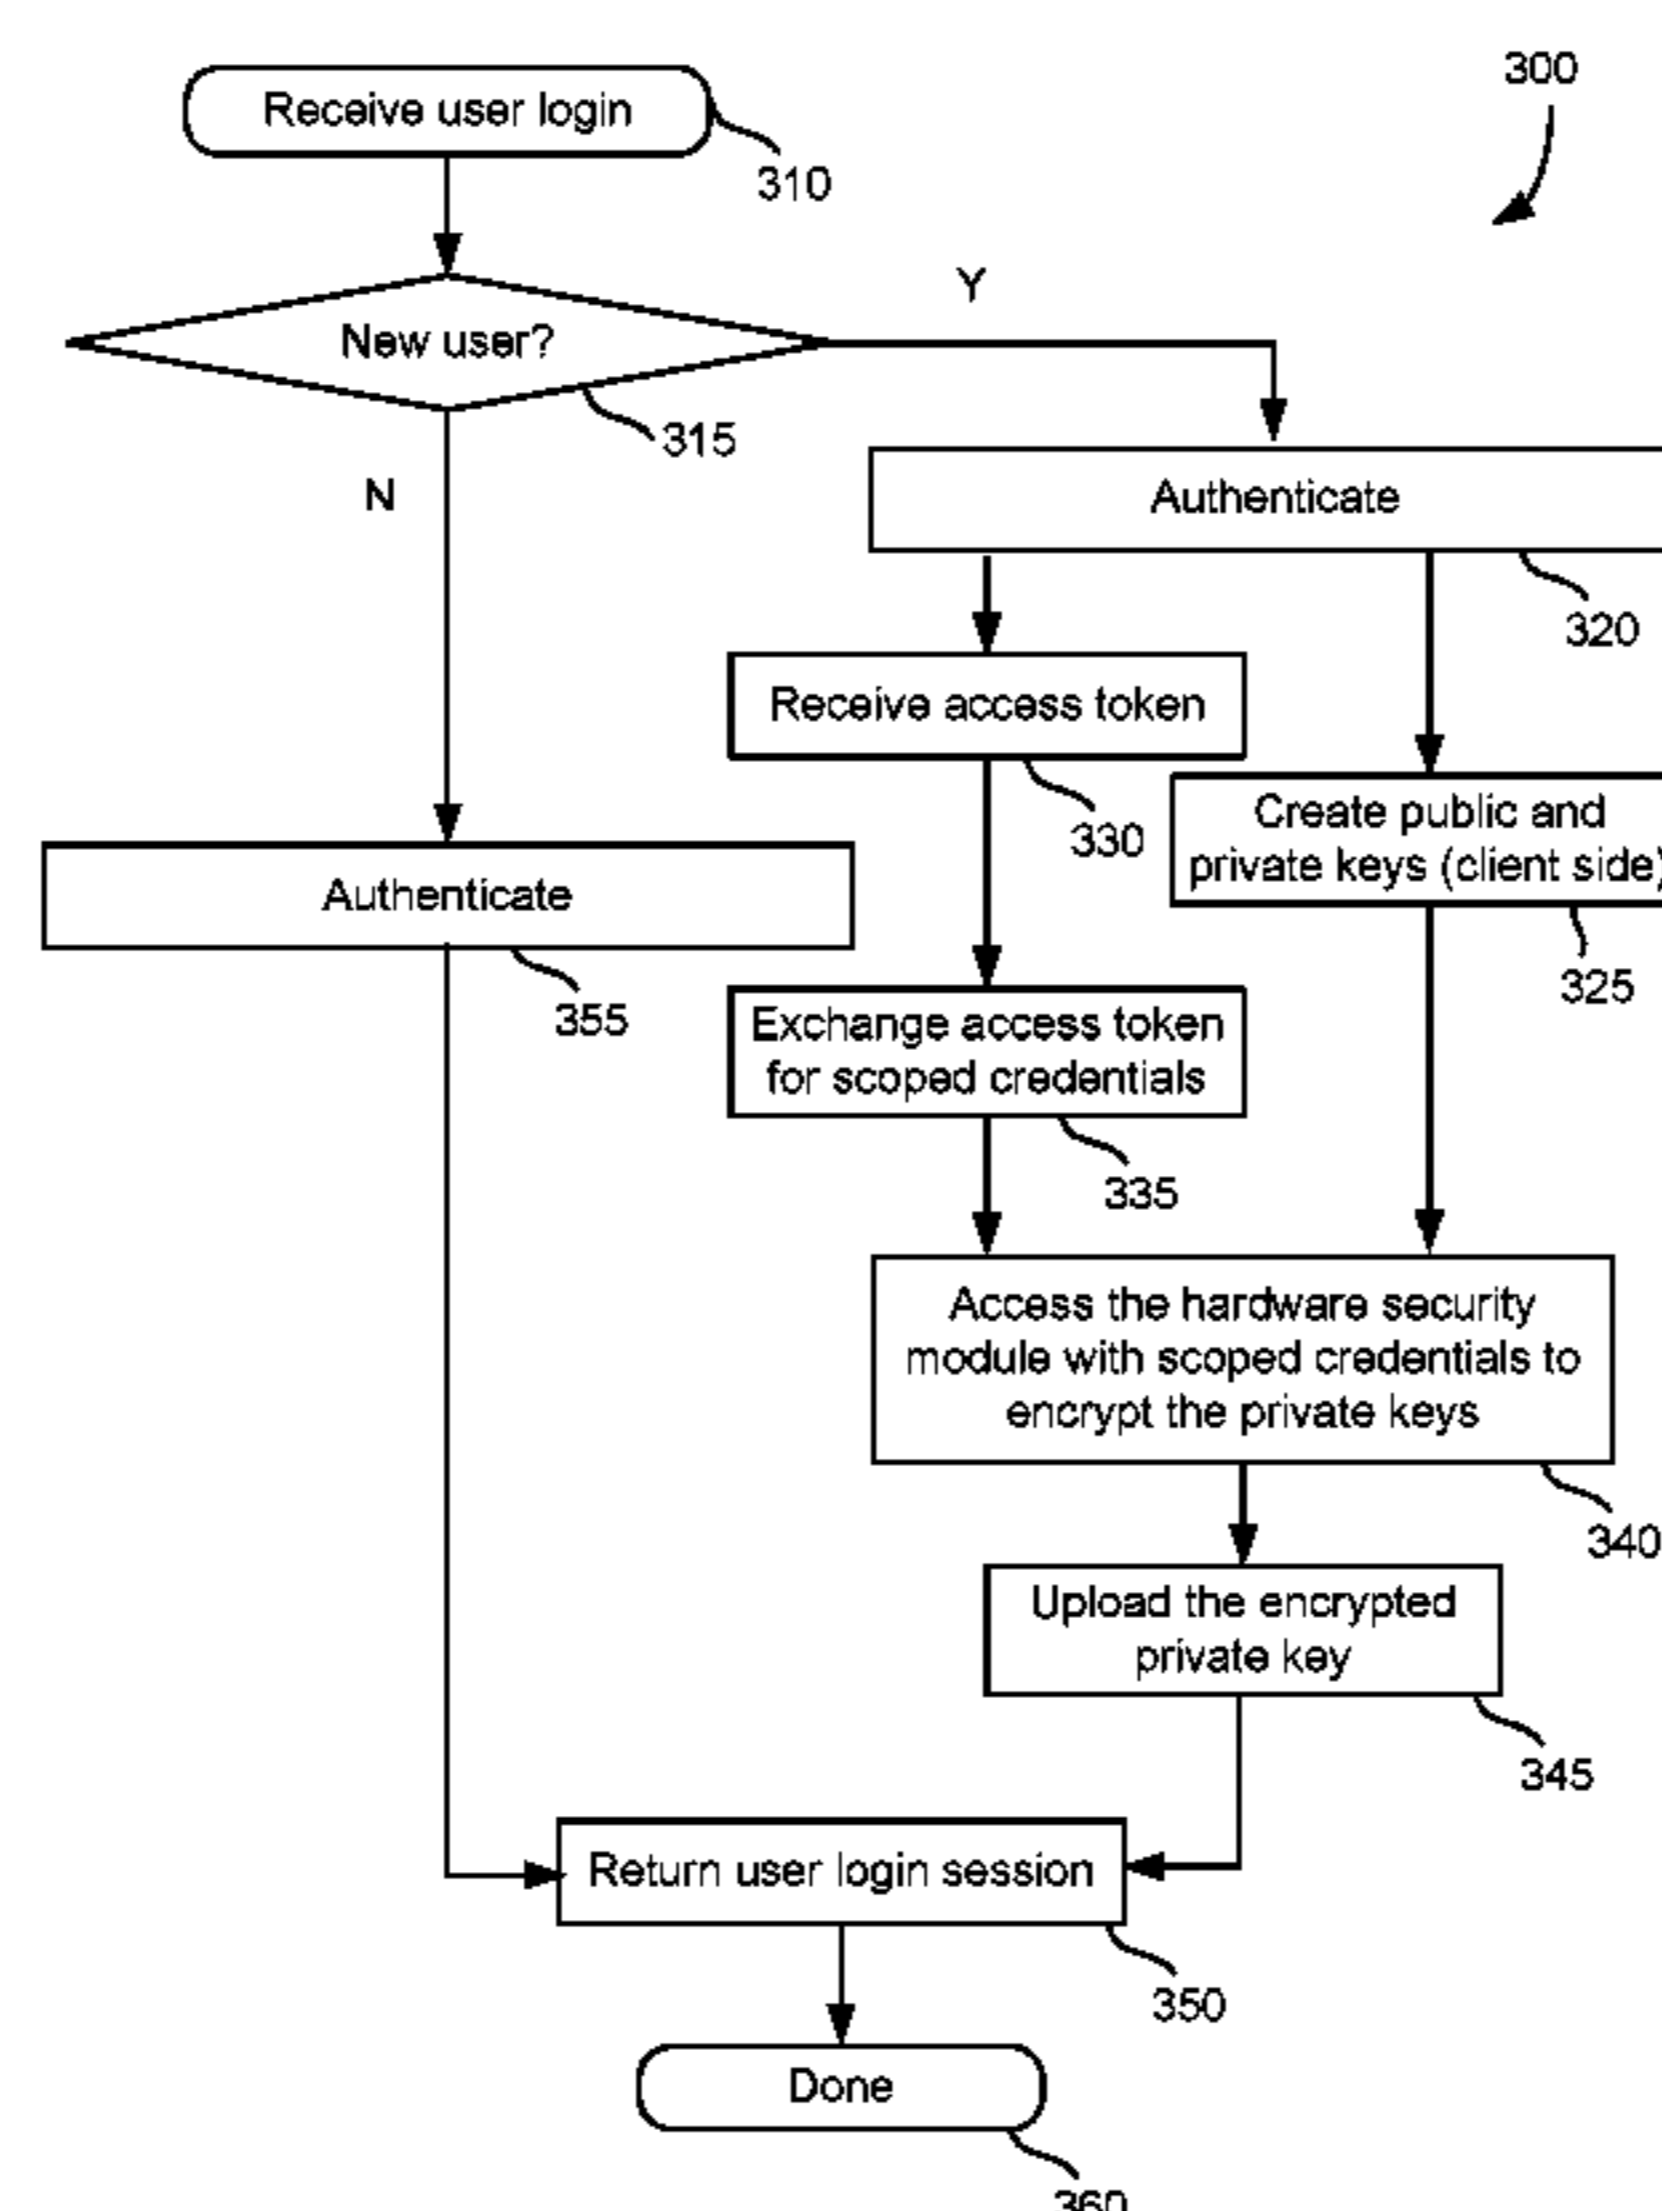 Receive user login
310
300
New user?
Y
315
N
Authenticate
320
Receive access token
330
Create public and
private keys (client side)
325
Authenticate
355
Exchange access token
for scoped credentials
335
Access the hardware security
module with scoped credentials to
encrypt the private keys
340
Upload the encrypted
private key
345
Return user login session
350
Done
360